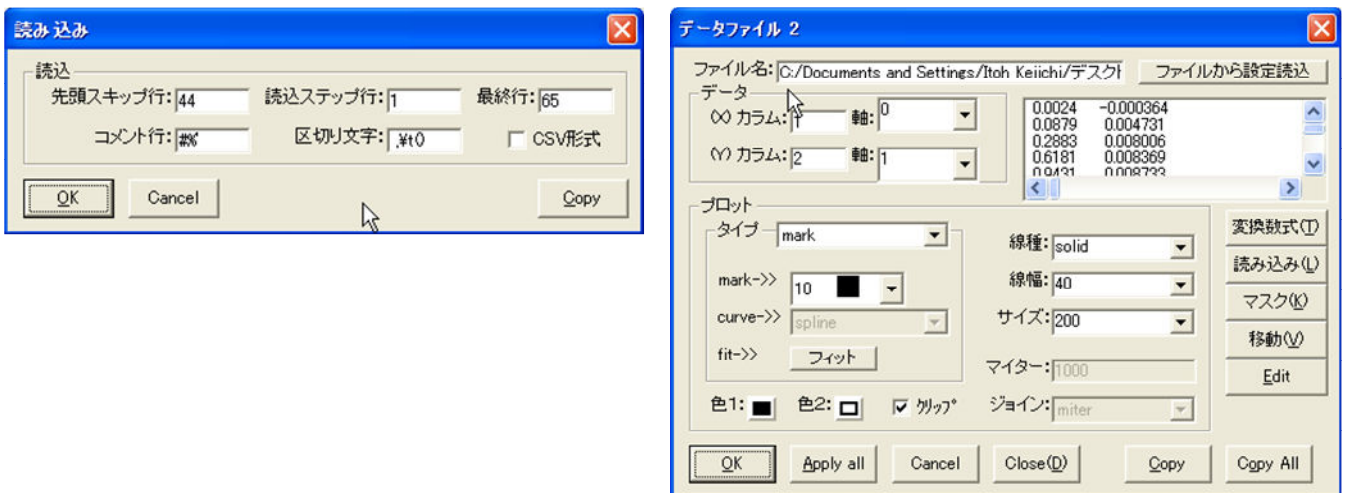 読み込み
読込
先頭スキップ行: 44 読込ステップ行: 1 最終行: 65
コメント行: #% 区切り文字: ,¥t() CSV形式
OK Cancel Copy
データファイル 2
ファイル名: C:/Documents and Settings/Itoh Keiichi/デスクト ファイルから設定読込
データ
(X) カラム: 1 軸: 0
(Y) カラム: 2 軸: 1
0.0024 -0.000364
0.0879 0.004731
0.2883 0.008006
0.6181 0.008369
0.9431 0.008733
プロット
タイプ mark
mark->> 10
curve->> spline
fit->> フィット
線種: solid
線幅: 40
サイズ: 200
マイター: 1000
ジョイン: miter
色1: 色2: クリップ
変換数式(T)
読み込み(L)
マスク(K)
移動(V)
Edit
OK Apply all Cancel Close(D) Copy Copy All